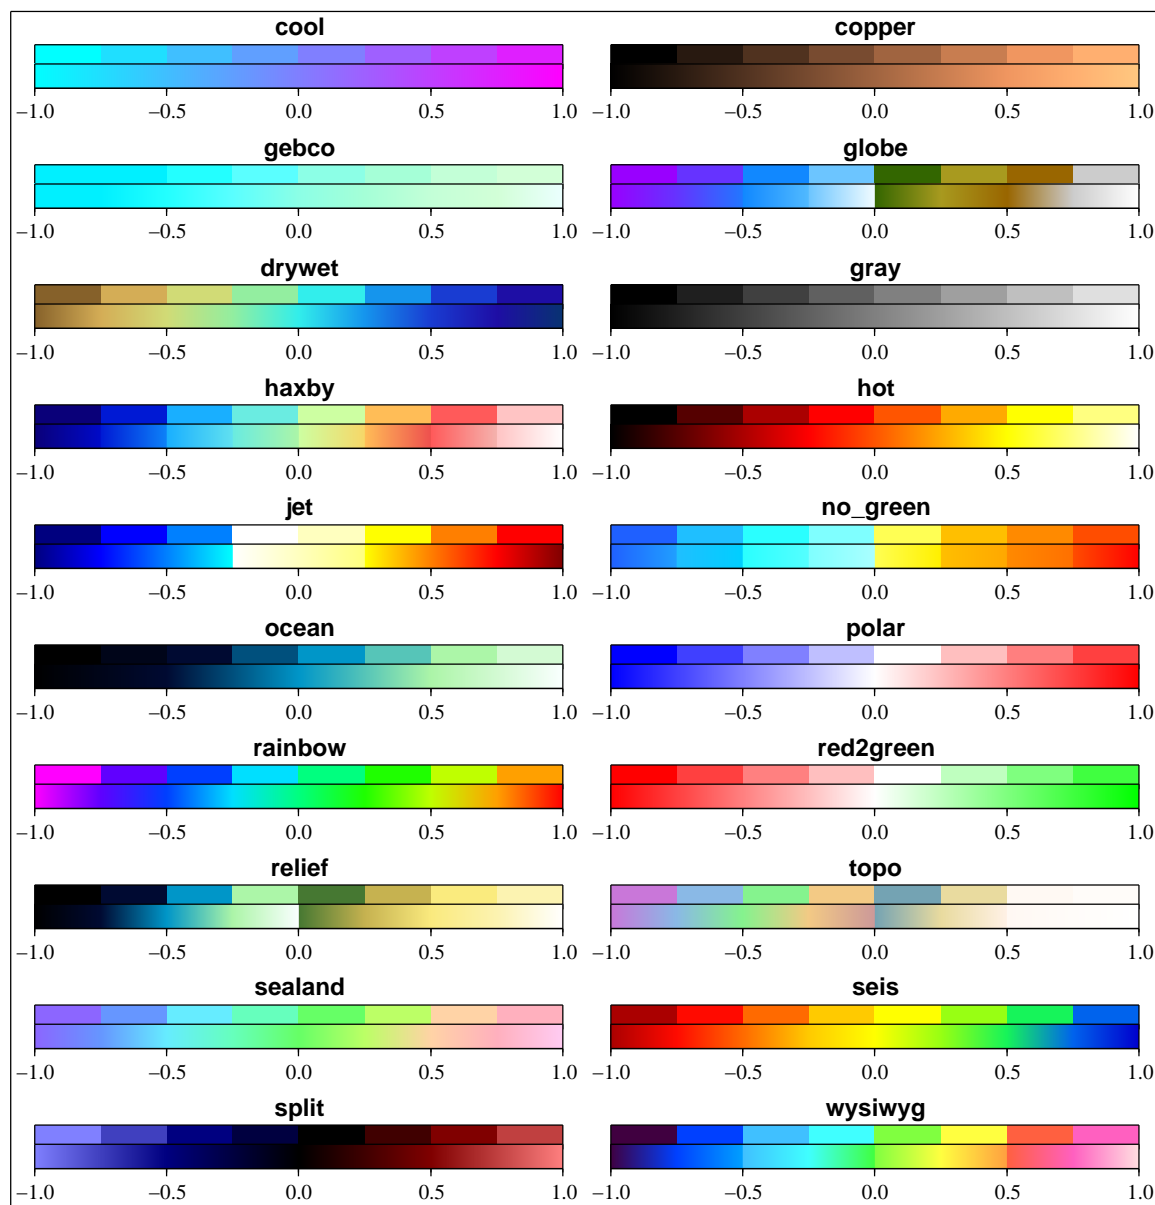 cool copper
−1.0 −0.5 0.0 0.5 1.0 −1.0 −0.5 0.0 0.5 1.0
gebco globe
−1.0 −0.5 0.0 0.5 1.0 −1.0 −0.5 0.0 0.5 1.0
drywet gray
−1.0 −0.5 0.0 0.5 1.0 −1.0 −0.5 0.0 0.5 1.0
haxby hot
−1.0 −0.5 0.0 0.5 1.0 −1.0 −0.5 0.0 0.5 1.0
jet no_green
−1.0 −0.5 0.0 0.5 1.0 −1.0 −0.5 0.0 0.5 1.0
ocean polar
−1.0 −0.5 0.0 0.5 1.0 −1.0 −0.5 0.0 0.5 1.0
rainbow red2green
−1.0 −0.5 0.0 0.5 1.0 −1.0 −0.5 0.0 0.5 1.0
relief topo
−1.0 −0.5 0.0 0.5 1.0 −1.0 −0.5 0.0 0.5 1.0
sealand seis
−1.0 −0.5 0.0 0.5 1.0 −1.0 −0.5 0.0 0.5 1.0
split wysiwyg
−1.0 −0.5 0.0 0.5 1.0 −1.0 −0.5 0.0 0.5 1.0